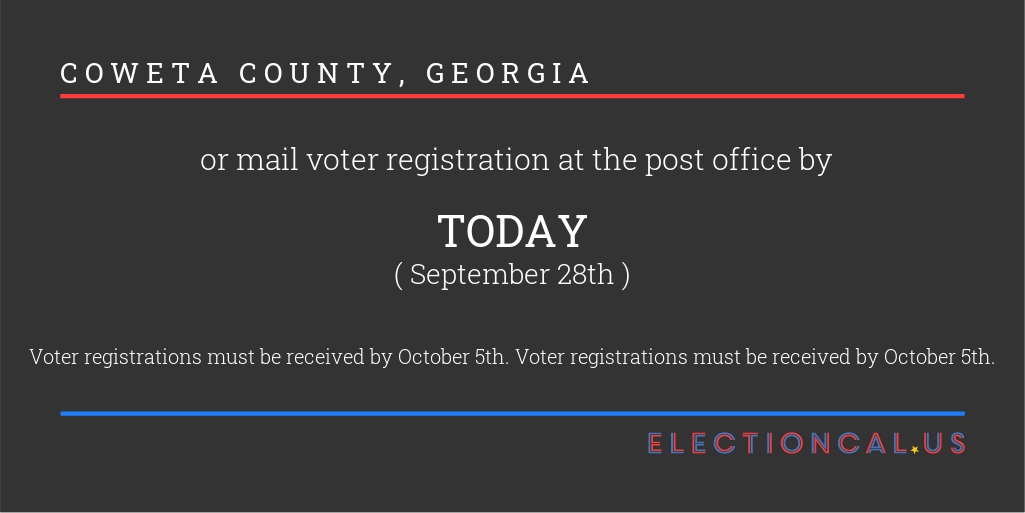 COWETA COUNTY, GEORGIA
or mail voter registration at the post office by
TODAY
( September 28th )
Voter registrations must be received by October 5th. Voter registrations must be received by October 5th.
ELECTIONCAL.US